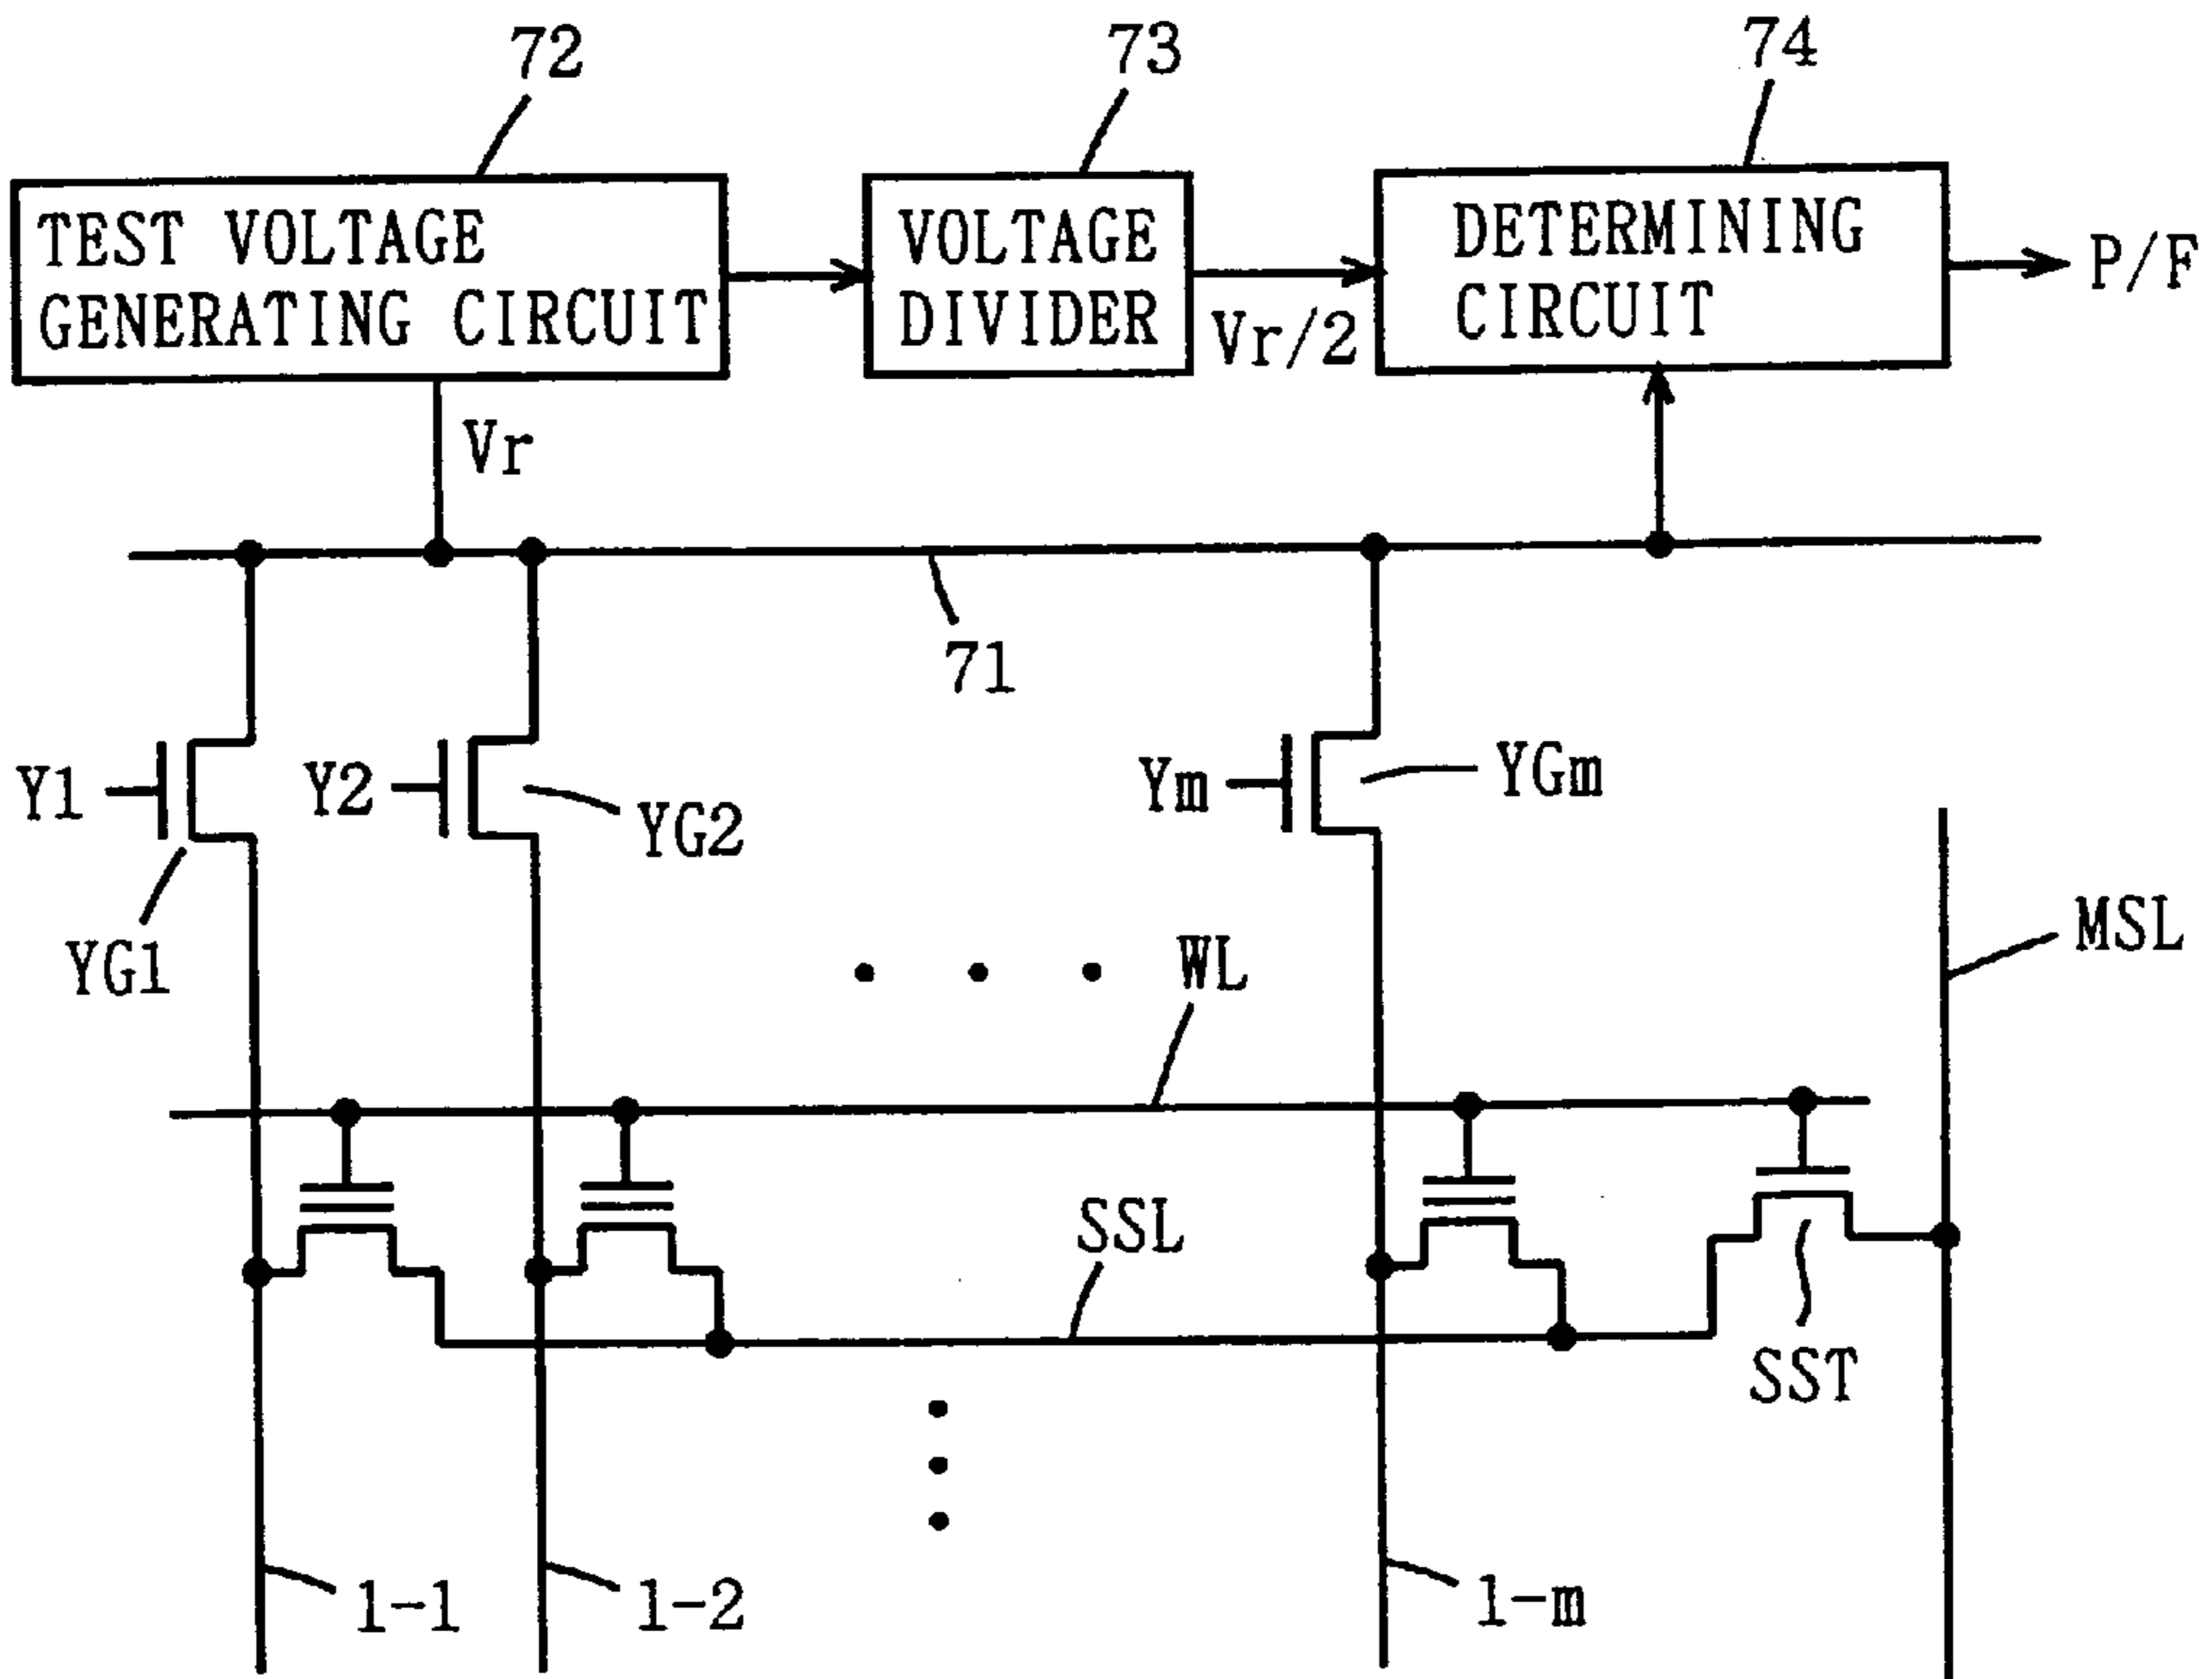 72
73
74
TEST VOLTAGE
GENERATING CIRCUIT
VOLTAGE
DIVIDER
Vr/2
DETERMINING
CIRCUIT
P/F
Vr
71
Y1
YG1
Y2
YG2
Ym
YGm
MSL
WL
SSL
SST
1-1
1-2
1-m